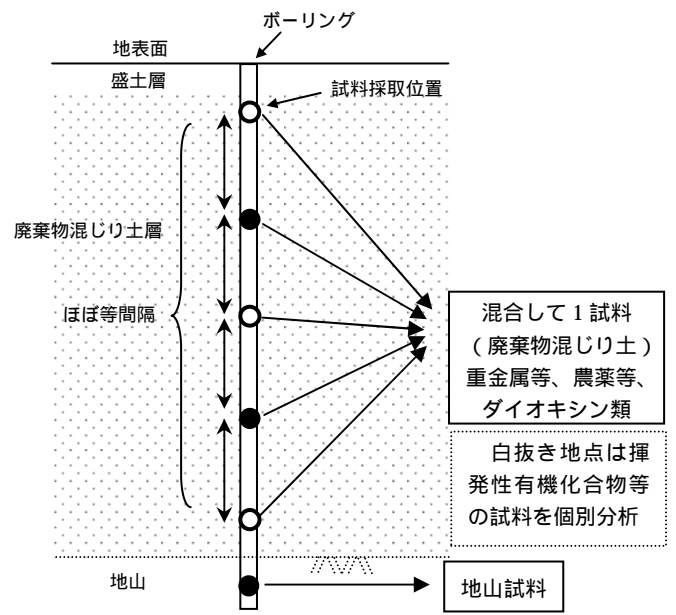 ボーリング
地表面
盛土層
試料採取位置
廃棄物混じり土層
ほぼ等間隔
混合して1試料
(廃棄物混じり土)
重金属等、農薬等、
ダイオキシン類
白抜き地点は揮
発性有機化合物等
の試料を個別分析
地山
地山試料